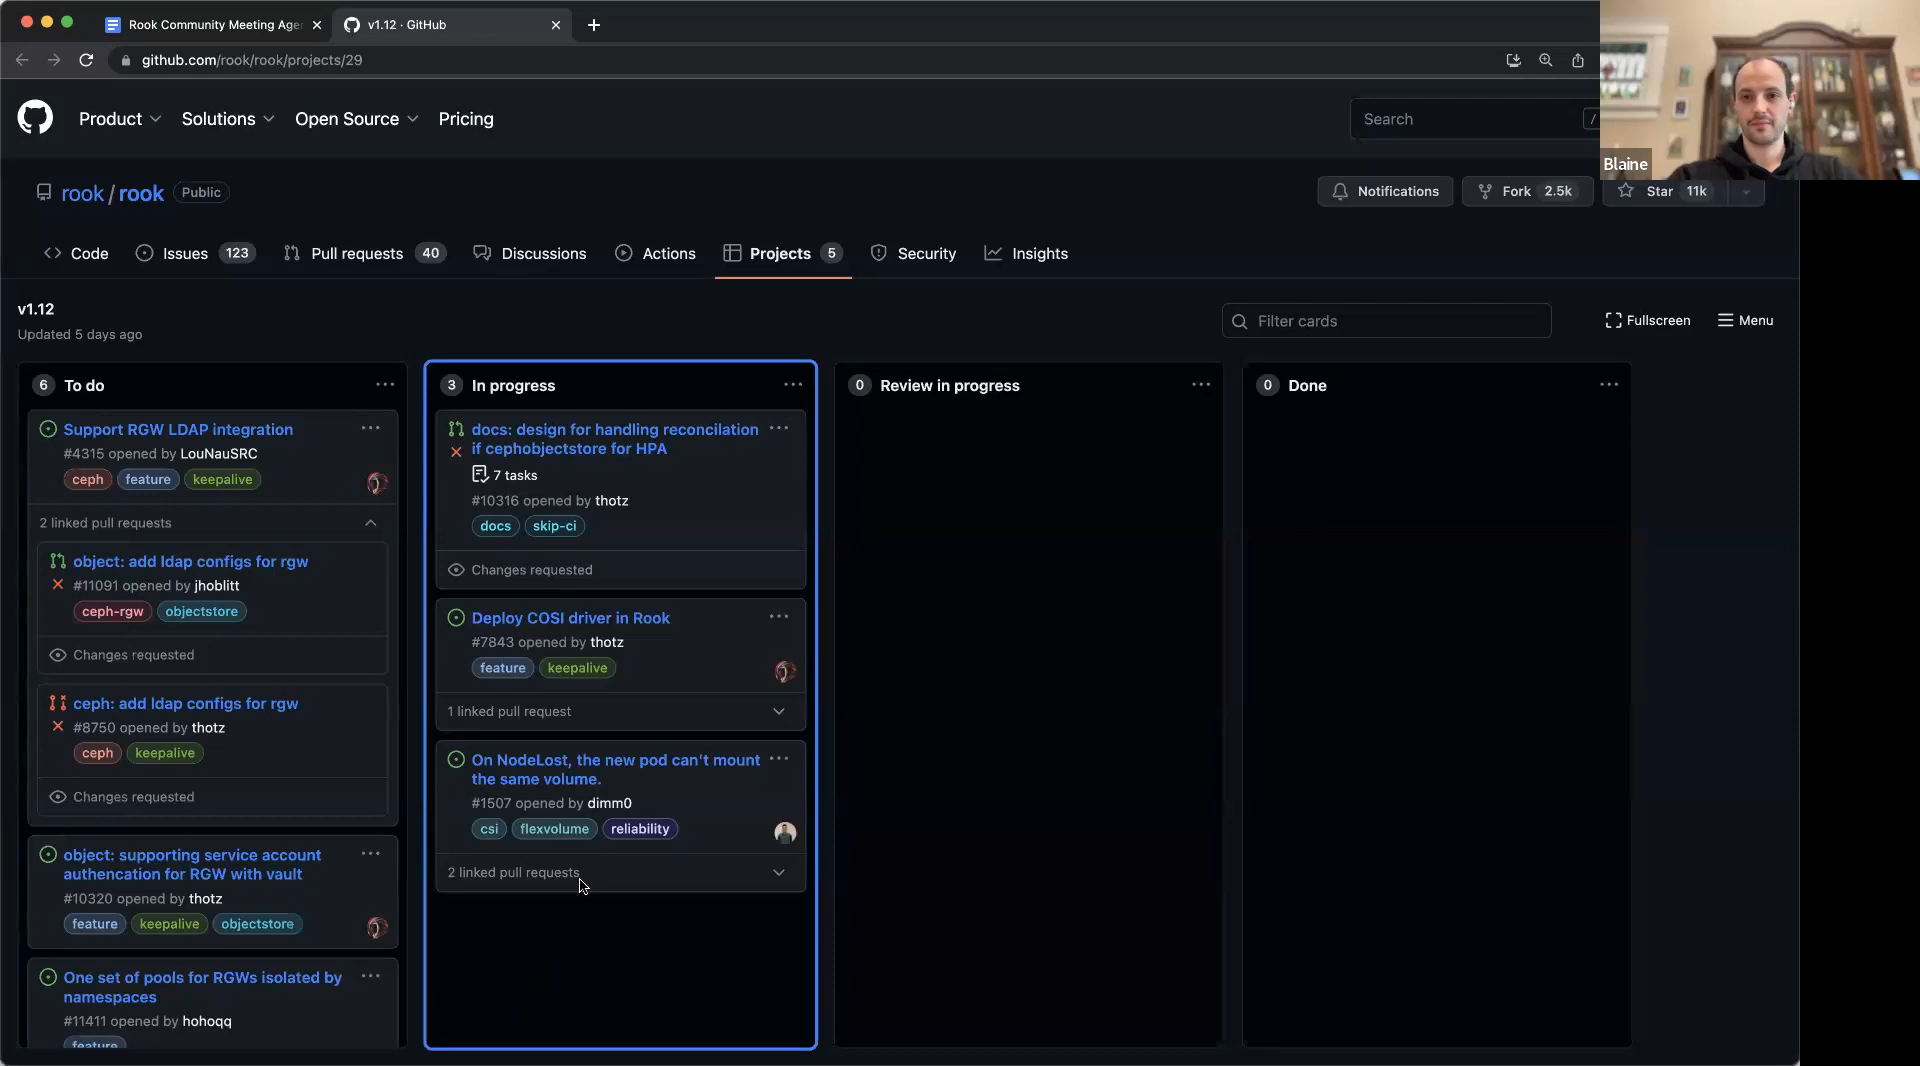 Rook Community Meeting Age
v1.12 · GitHub
github.com/rook/rook/projects/29
Product
Solutions
Open Source
Pricing
Search
/
Blaine
rook / rook
Public
Notifications
Fork 2.5k
Star 11k
Code
Issues 123
Pull requests 40
Discussions
Actions
Projects 5
Security
Insights
v1.12
Updated 5 days ago
Filter cards
Fullscreen
Menu
6 To do
Support RGW LDAP integration
#4315 opened by LouNauSRC
ceph feature keepalive
2 linked pull requests
object: add ldap configs for rgw
#11091 opened by jhoblitt
ceph-rgw objectstore
Changes requested
ceph: add ldap configs for rgw
#8750 opened by thotz
ceph keepalive
Changes requested
object: supporting service account
authencation for RGW with vault
#10320 opened by thotz
feature keepalive objectstore
One set of pools for RGWs isolated by
namespaces
#11411 opened by hohoqq
feature
3 In progress
docs: design for handling reconcilation
if cephobjectstore for HPA
7 tasks
#10316 opened by thotz
docs skip-ci
Changes requested
Deploy COSI driver in Rook
#7843 opened by thotz
feature keepalive
1 linked pull request
On NodeLost, the new pod can't mount
the same volume.
#1507 opened by dimm0
csi flexvolume reliability
2 linked pull requests
0 Review in progress
0 Done